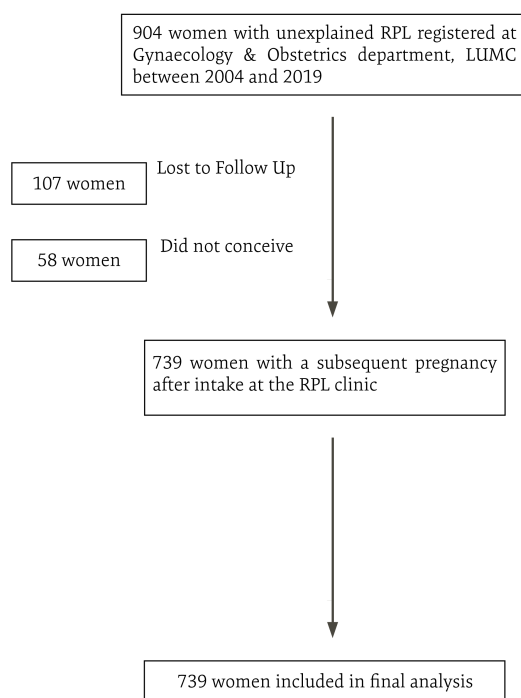 904 women with unexplained RPL registered at
Gynaecology & Obstetrics department, LUMC
between 2004 and 2019
Lost to Follow Up
107 women
Did not conceive
58 women
739 women with a subsequent pregnancy
after intake at the RPL clinic
739 women included in final analysis